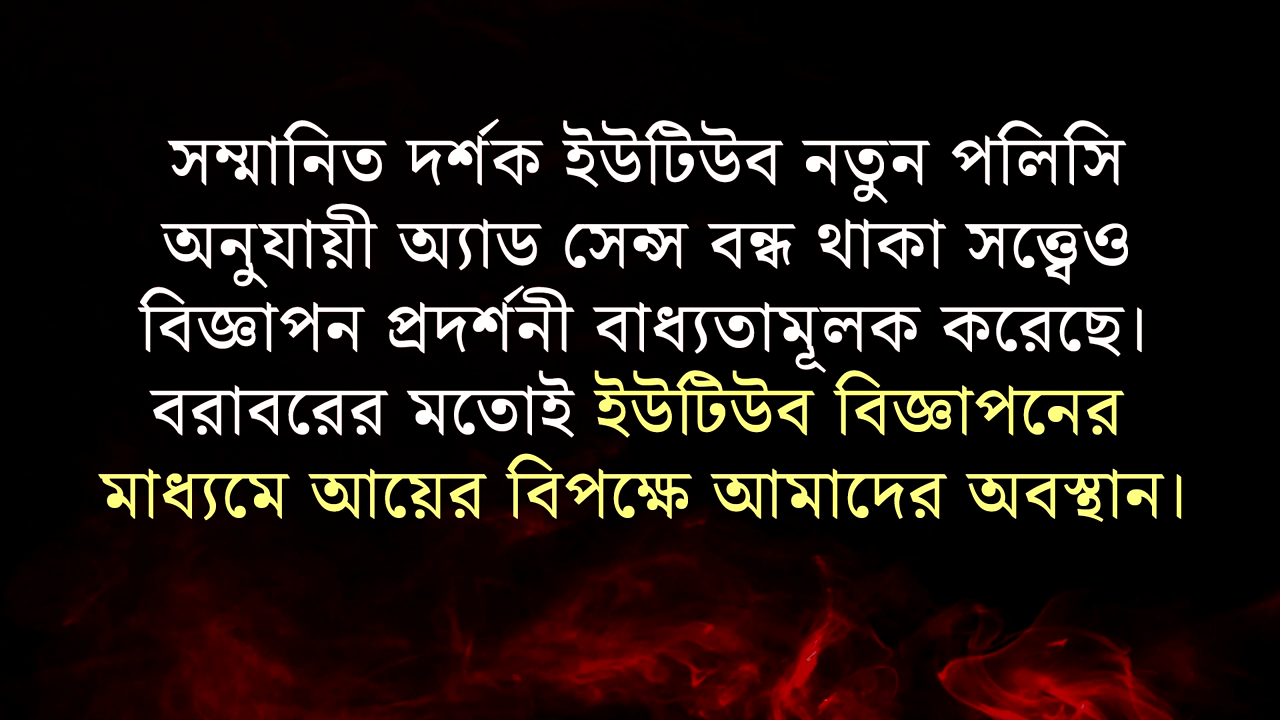 সম্মানিত দর্শক ইউটিউব নতুন পলিসি
অনুযায়ী অ্যাড সেন্স বন্ধ থাকা সত্ত্বেও
বিজ্ঞাপন প্রদর্শনী বাধ্যতামূলক করেছে।
বরাবরের মতোই ইউটিউব বিজ্ঞাপনের
মাধ্যমে আয়ের বিপক্ষে আমাদের অবস্থান।